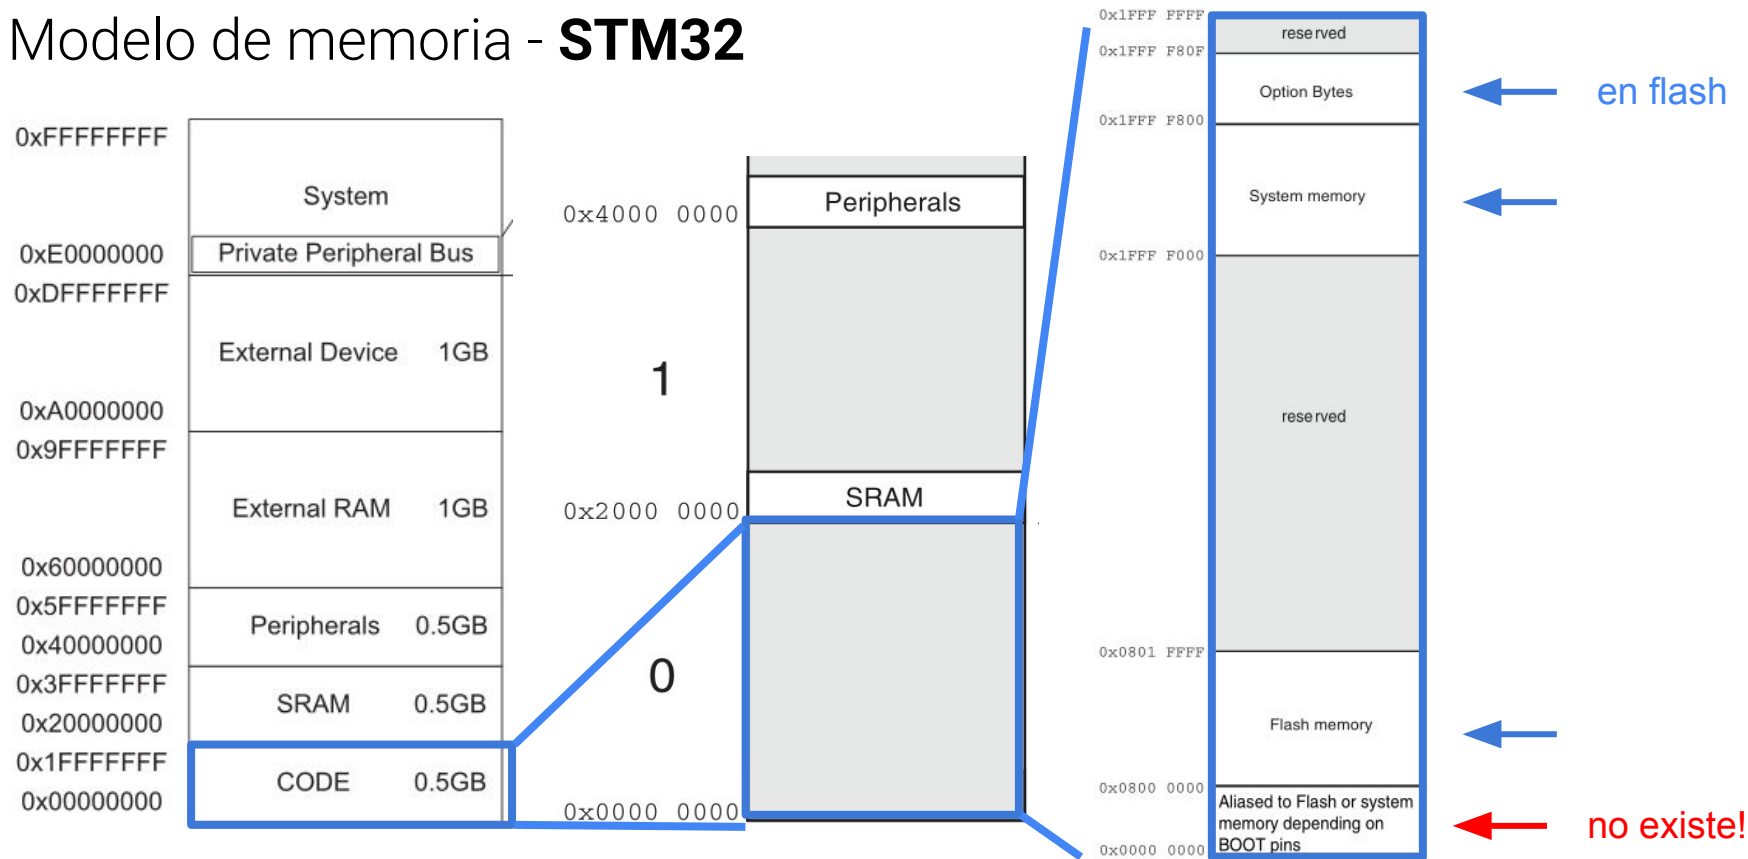 Modelo de memoria - STM32
0xFFFFFFFF
System
0xE0000000
Private Peripheral Bus
0xDFFFFFFF
External Device 1GB
0xA0000000
0x9FFFFFFF
External RAM 1GB
0x60000000
0x5FFFFFFF
Peripherals 0.5GB
0x40000000
0x3FFFFFFF
SRAM 0.5GB
0x20000000
0x1FFFFFFF
CODE 0.5GB
0x00000000
0x4000 0000
Peripherals
1
SRAM
0x2000 0000
0
0x0000 0000
0x1FFF FFFF
reserved
0x1FFF F80F
Option Bytes
en flash
0x1FFF F800
System memory
0x1FFF F000
reserved
0x0801 FFFF
Flash memory
0x0800 0000
Aliased to Flash or system
memory depending on
BOOT pins
no existe!
0x0000 0000